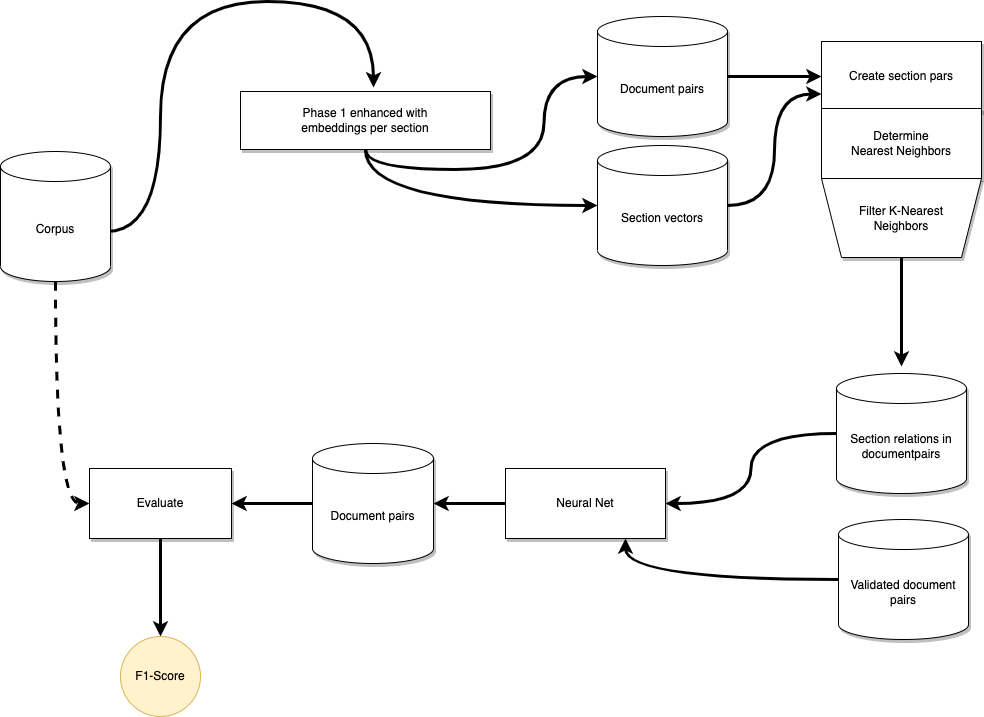 Document pairs
Create section pars
Phase 1 enhanced with
embeddings per section
Determine
Nearest Neighbors
Corpus
Section vectors
Filter K-Nearest
Neighbors
Section relations in
documentpairs
Evaluate
Document pairs
Neural Net
Validated document
pairs
F1-Score